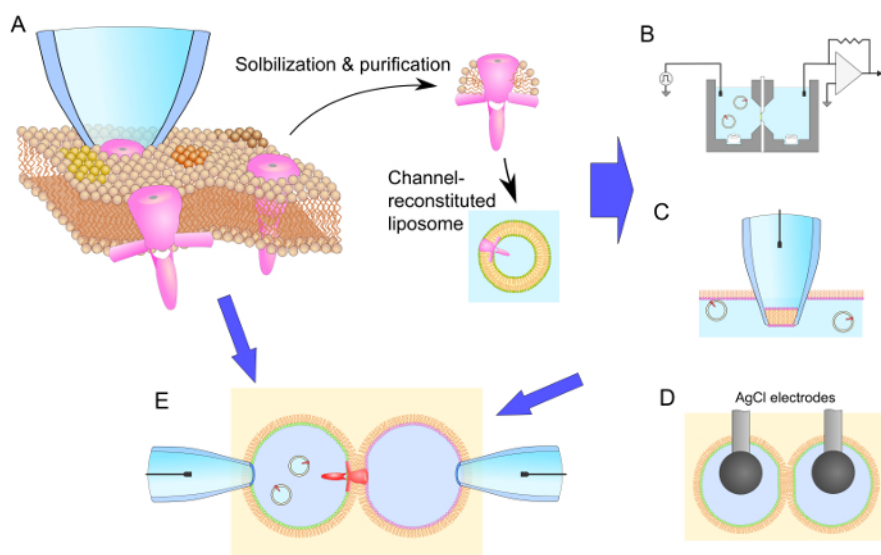 A
Solbilization & purification
B
Channel-
reconstituted
liposome
C
E
D
AgCl electrodes